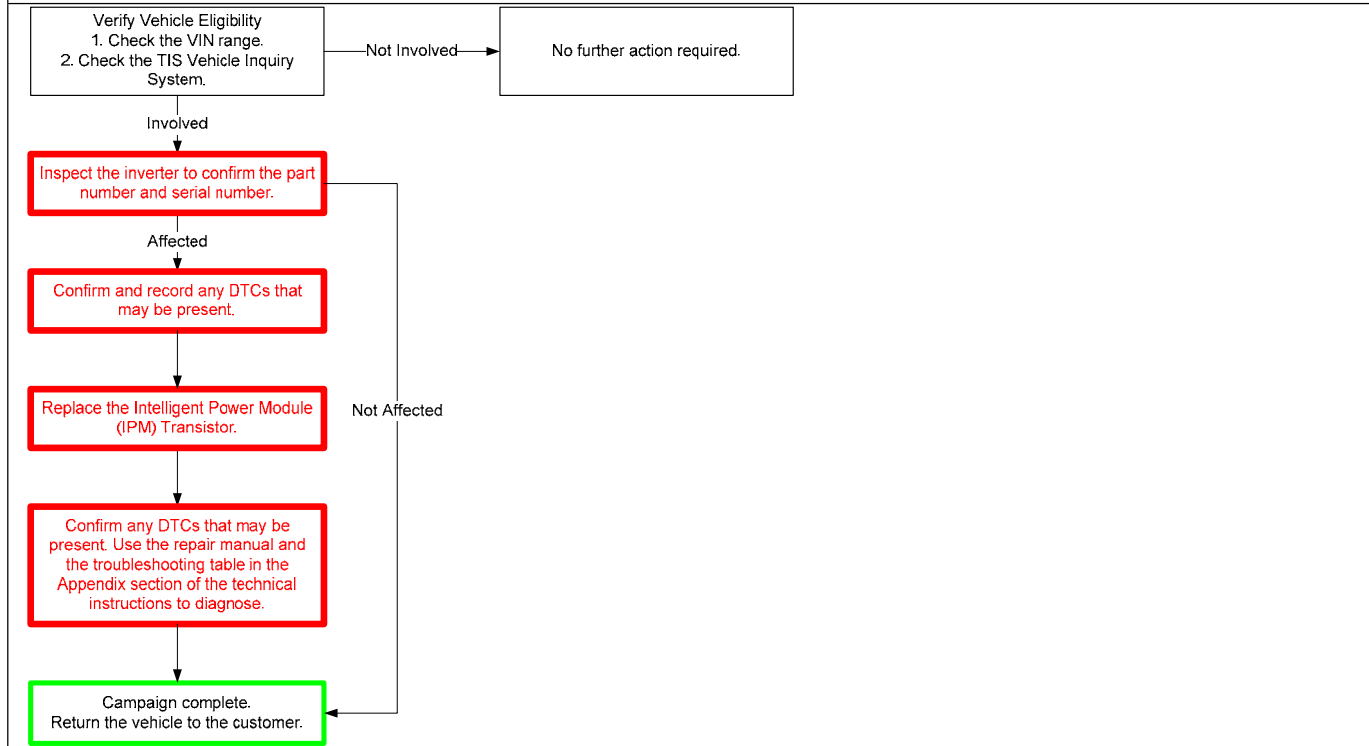 Verify Vehicle Eligibility
1. Check the VIN range.
2. Check the TIS Vehicle Inquiry
System.
Not Involved
No further action required.
Involved
Inspect the inverter to confirm the part
number and serial number.
Affected
Confirm and record any DTCs that
may be present.
Replace the Intelligent Power Module
(IPM) Transistor.
Not Affected
Confirm any DTCs that may be
present. Use the repair manual and
the troubleshooting table in the
Appendix section of the technical
instructions to diagnose.
Campaign complete.
Return the vehicle to the customer.